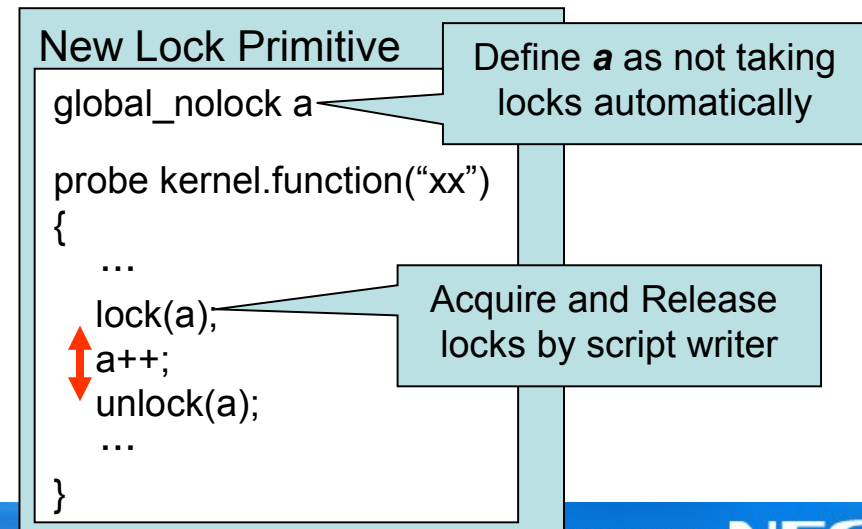 New Lock Primitive
Define a as not taking
locks automatically
global_nolock a
probe kernel.function(“xx”)
{
...
lock(a);
Acquire and Release
locks by script writer
a++;
unlock(a);
...
}